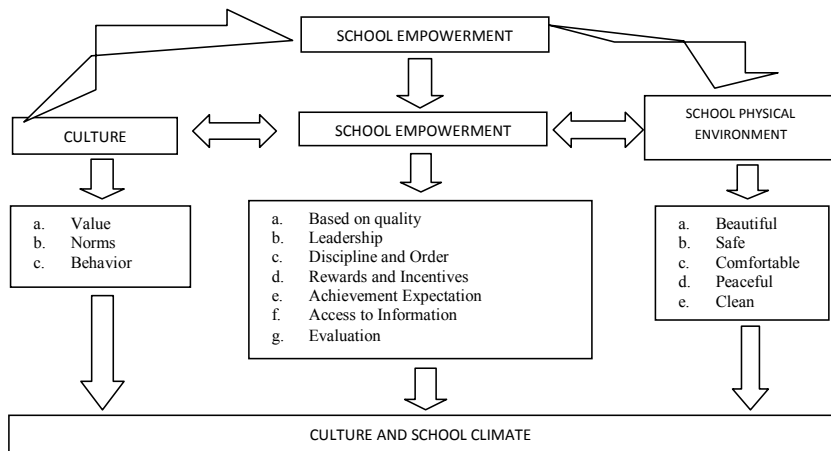 SCHOOL EMPOWERMENT
CULTURE
SCHOOL EMPOWERMENT
SCHOOL PHYSICAL
ENVIRONMENT
a. Value
b. Norms
c. Behavior
a. Based on quality
b. Leadership
c. Discipline and Order
d. Rewards and Incentives
e. Achievement Expectation
f. Access to Information
g. Evaluation
a. Beautiful
b. Safe
c. Comfortable
d. Peaceful
e. Clean
CULTURE AND SCHOOL CLIMATE